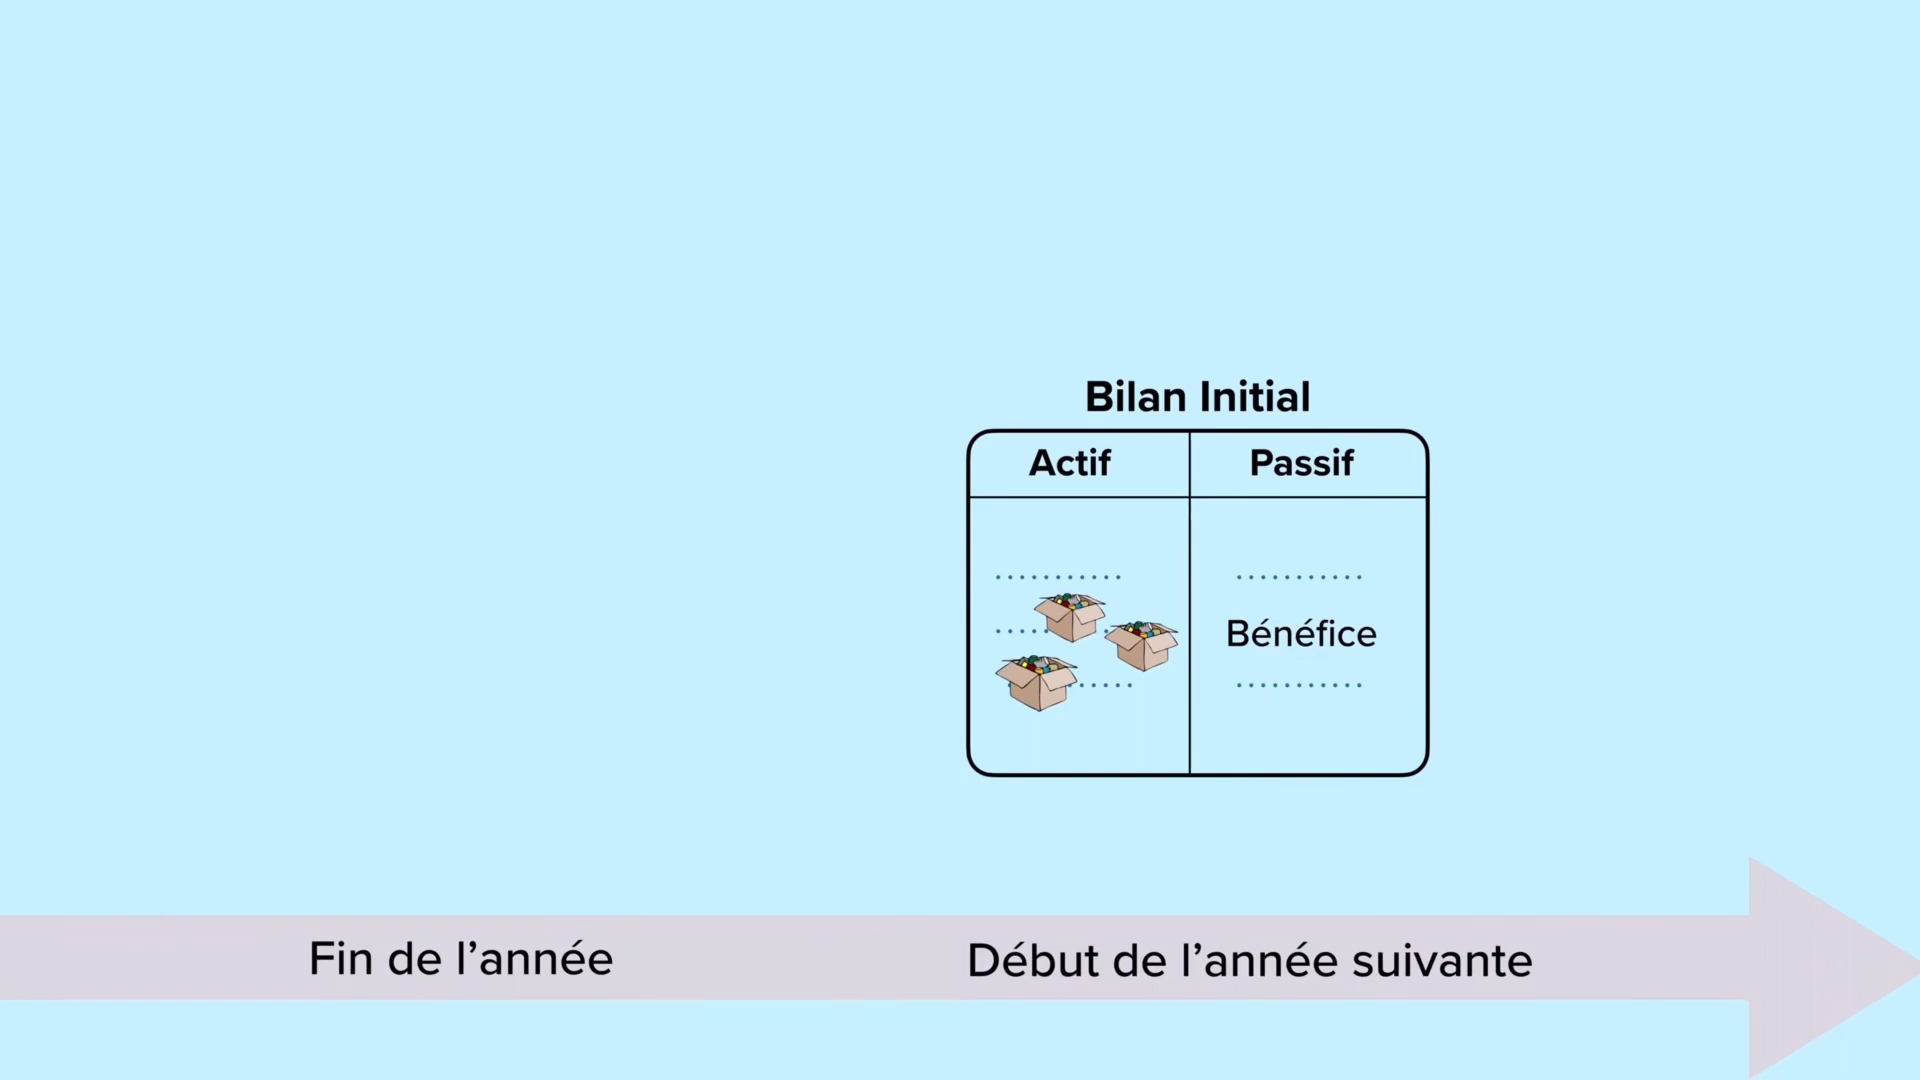 Bilan Initial
Actif Passif
...........
...........
Bénéfice
...........
Fin de l’année Début de l’année suivante